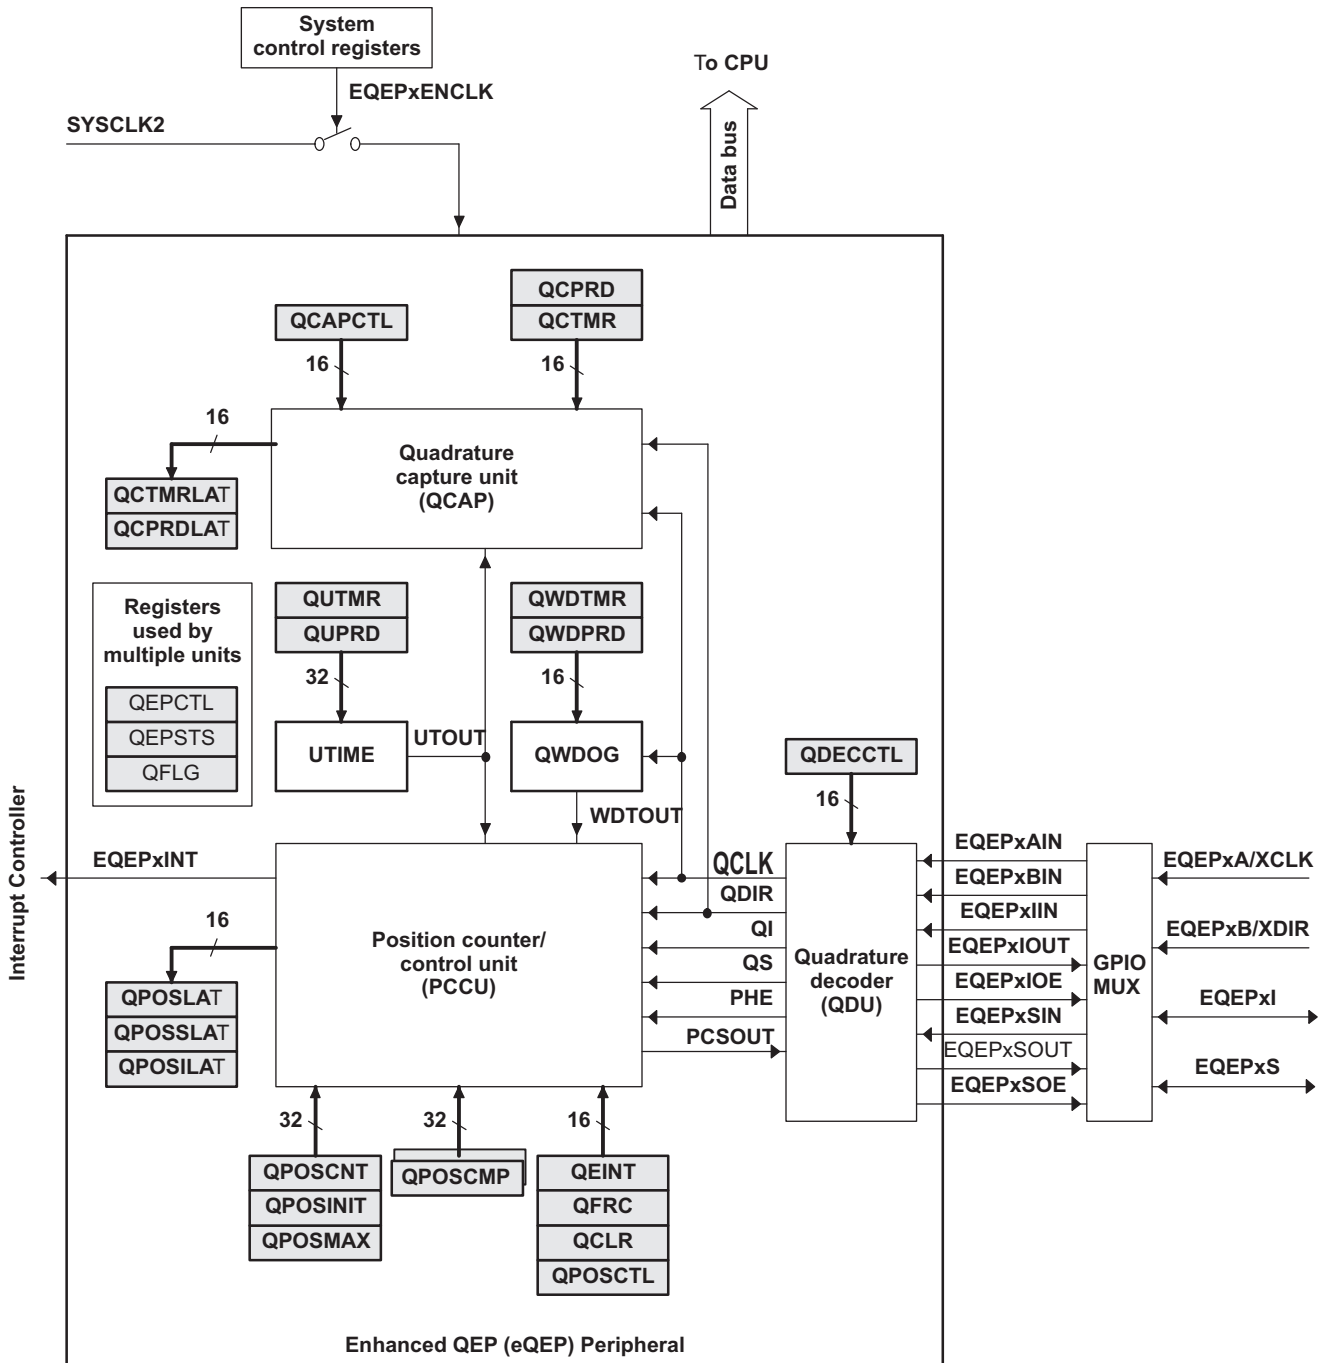 System
control registers
To CPU
EQEPxENCLK
SYSCLK2
Data bus
QCPRD
QCAPCTL
QCTMR
16
16
16
Quadrature
capture unit
(QCAP)
QCTMRLAT
QCPRDLAT
Registers
used by
multiple units
QEPCTL
QEPSTS
QFLG
QUTMR
QUPRD
32
QWDTMR
QWDPRD
16
UTIME
UTOUT
QWDOG
WDTOUT
QDECCTL
16
Interrupt Controller
EQEPxINT
16
QPOSLAT
QPOSSLAT
QPOSILAT
Position counter/
control unit
(PCCU)
QCLK
QDIR
QI
QS
PHE
PCSOUT
Quadrature
decoder
(QDU)
EQEPxAIN
EQEPxBIN
EQEPxIIN
EQEPxIOUT
EQEPxIOE
EQEPxSIN
EQEPxSOUT
EQEPxSOE
GPIO
MUX
EQEPxA/XCLK
EQEPxB/XDIR
EQEPxI
EQEPxS
32
32
16
QPOSCNT
QPOSINIT
QPOSMAX
QPOSCMP
QEINT
QFRC
QCLR
QPOSCTL
Enhanced QEP (eQEP) Peripheral